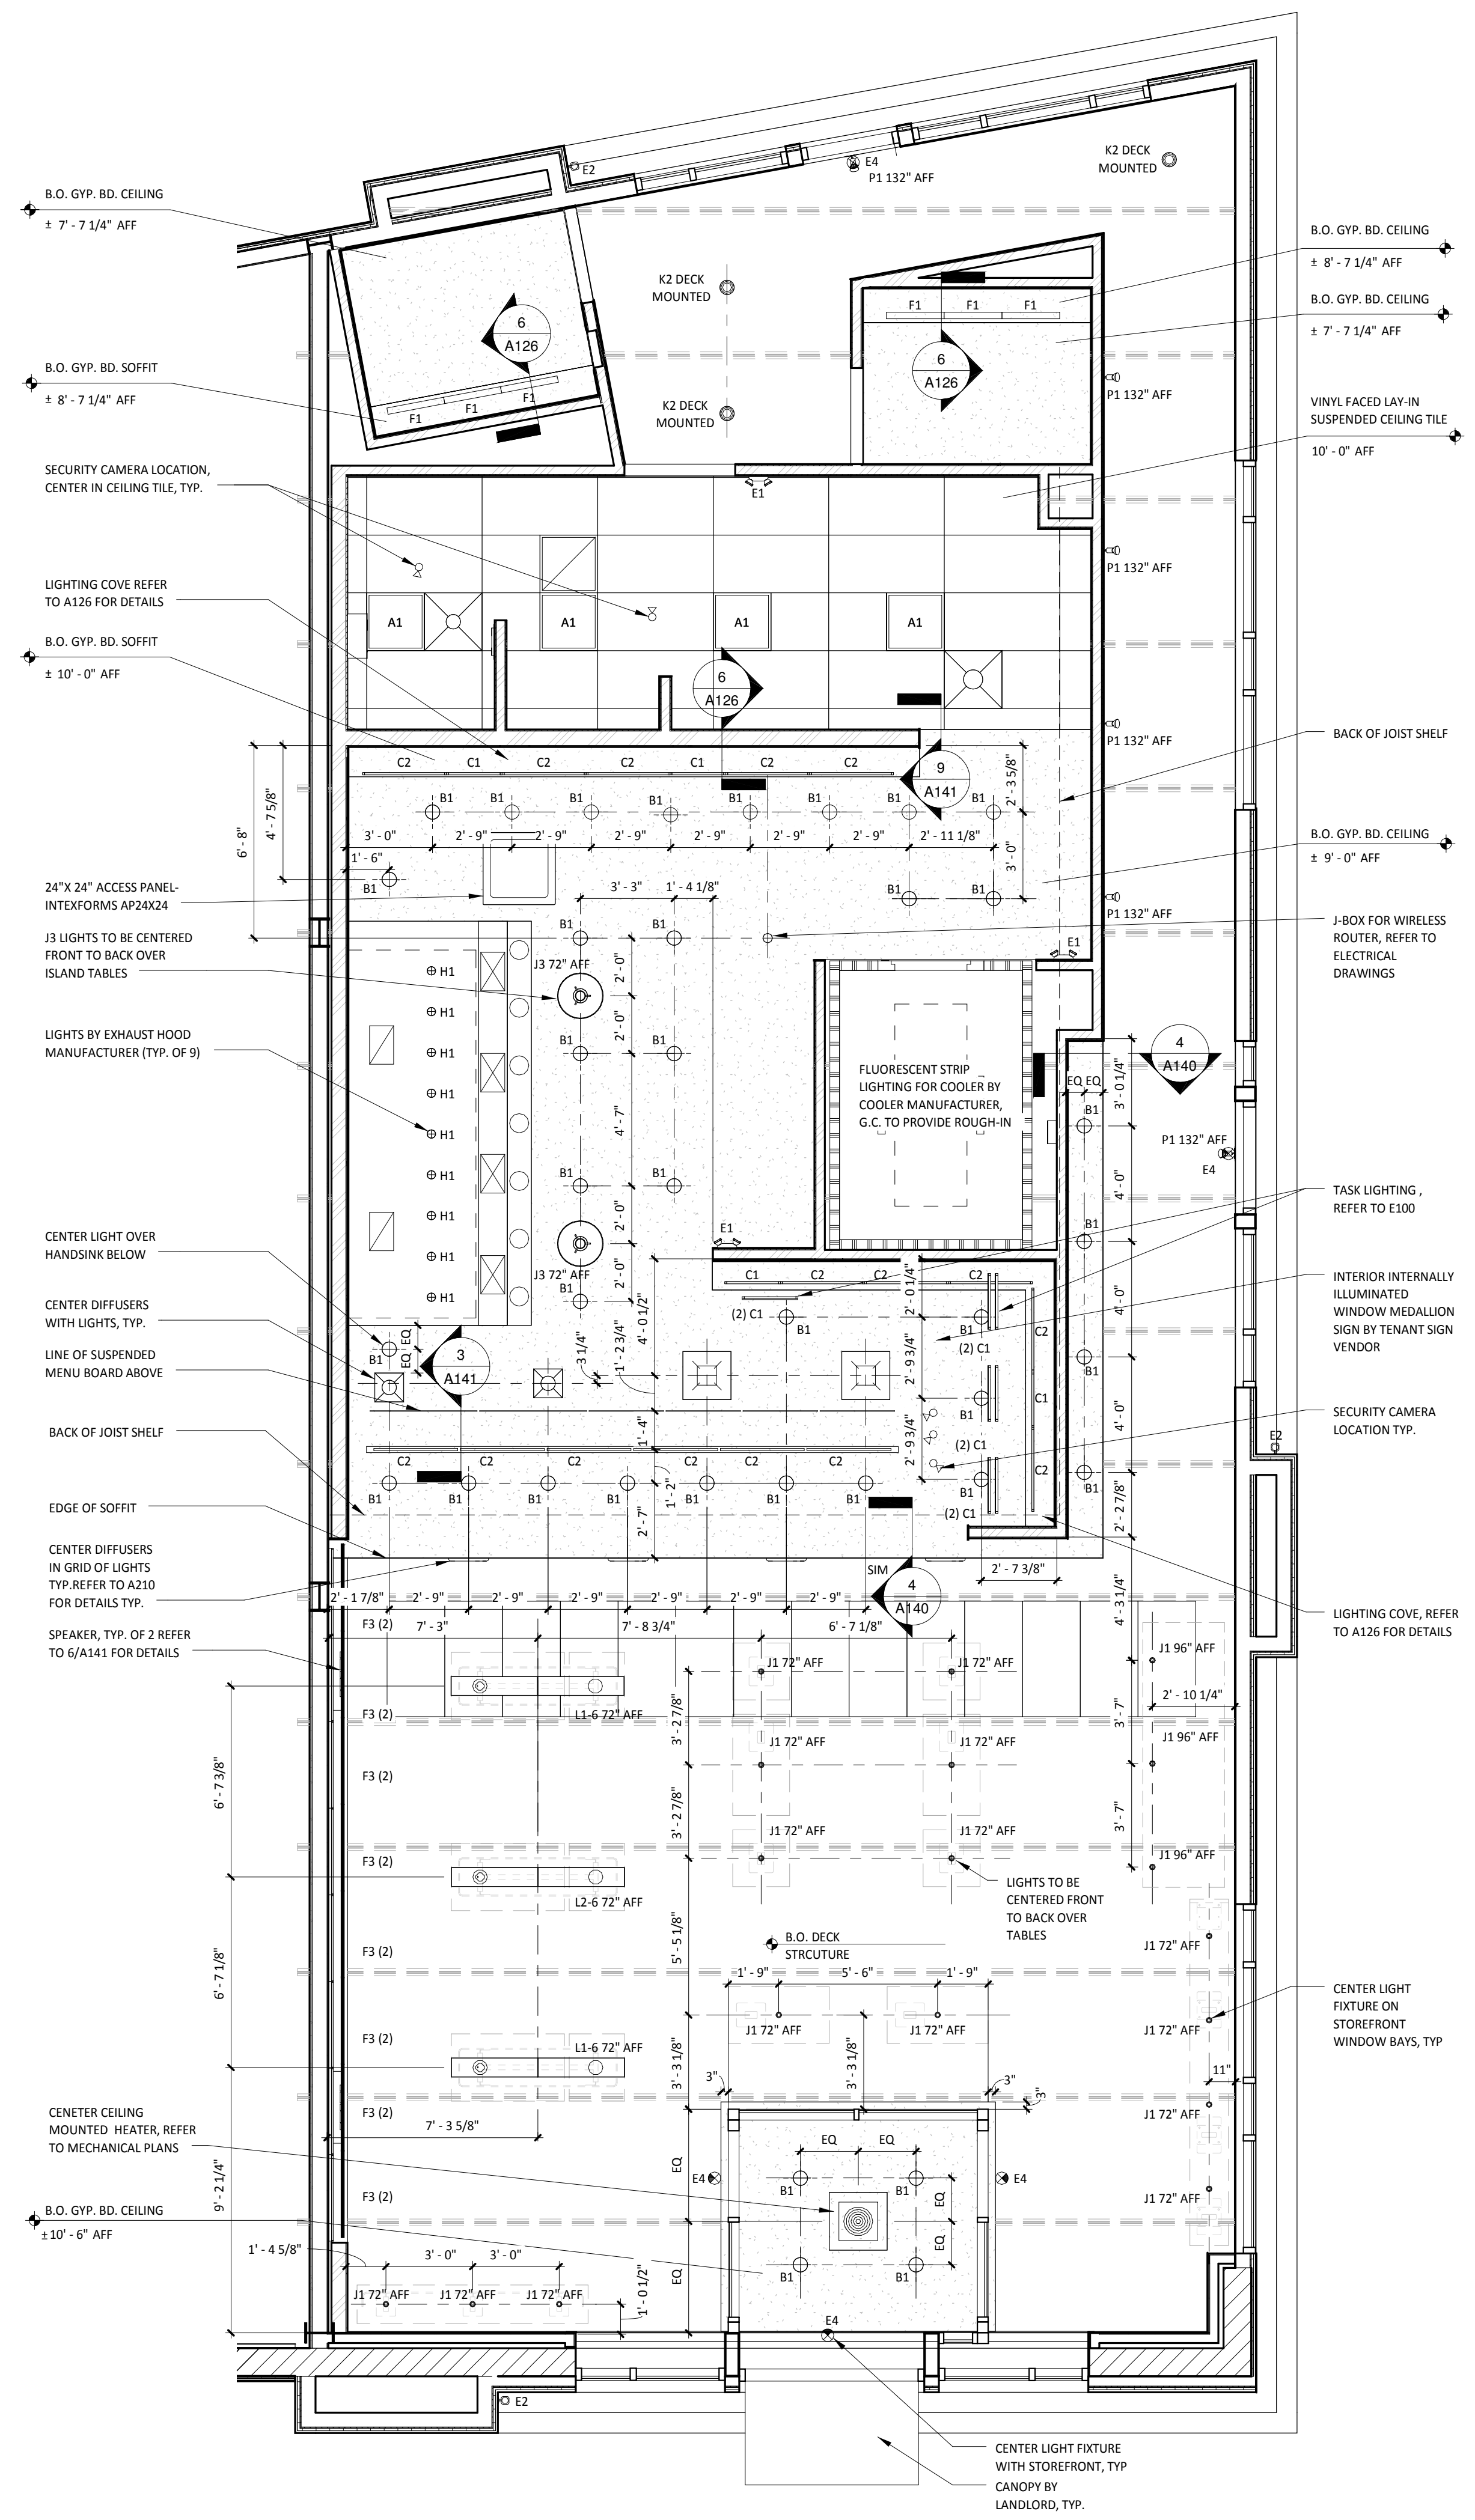 E2
E4
P1 132" AFF
K2 DECK
MOUNTED
B.O. GYP. BD. CEILING
± 7' - 7 1/4" AFF
B.O. GYP. BD. CEILING
± 8' - 7 1/4" AFF
K2 DECK
MOUNTED
F1 F1 F1
B.O. GYP. BD. CEILING
± 7' - 7 1/4" AFF
6
A126
6
A126
B.O. GYP. BD. SOFFIT
± 8' - 7 1/4" AFF
F1
F1
F1
K2 DECK
MOUNTED
P1 132" AFF
VINYL FACED LAY-IN
SUSPENDED CEILING TILE
10' - 0" AFF
SECURITY CAMERA LOCATION,
CENTER IN CEILING TILE, TYP.
E1
P1 132" AFF
LIGHTING COVE REFER
TO A126 FOR DETAILS
A1 A1 A1 A1
B.O. GYP. BD. SOFFIT
± 10' - 0" AFF
6
A126
P1 132" AFF
BACK OF JOIST SHELF
C2 C1 C2 C2 C1 C2 C2
9
A141
2' - 3 5/8"
B1 B1 B1 B1 B1 B1 B1 B1
6' - 8"
4' - 7 5/8"
3' - 0" 2' - 9" 2' - 9" 2' - 9" 2' - 9" 2' - 9" 2' - 9" 2' - 11 1/8"
3' - 0"
B.O. GYP. BD. CEILING
± 9' - 0" AFF
1' - 6"
B1
24"X 24" ACCESS PANEL-
INTEXFORMS AP24X24
3' - 3" 1' - 4 1/8"
B1 B1
P1 132" AFF
J-BOX FOR WIRELESS
ROUTER, REFER TO
ELECTRICAL
DRAWINGS
B1 B1
E1
J3 LIGHTS TO BE CENTERED
FRONT TO BACK OVER
ISLAND TABLES
J3 72" AFF
2' - 0"
H1
H1
H1
H1
H1
H1
H1
H1
H1
LIGHTS BY EXHAUST HOOD
MANUFACTURER (TYP. OF 9)
2' - 0"
B1 B1
FLUORESCENT STRIP
LIGHTING FOR COOLER BY
COOLER MANUFACTURER,
G.C. TO PROVIDE ROUGH-IN
4
A140
EQ EQ
3' - 0 1/4"
B1
4' - 7"
P1 132" AFF
E4
B1 B1
4' - 0"
TASK LIGHTING ,
REFER TO E100
2' - 0"
E1
B1
CENTER LIGHT OVER
HANDSINK BELOW
J3 72" AFF
2' - 0"
B1
C1 C2 C2 C2
2' - 0 1/4"
4' - 0"
INTERIOR INTERNALLY
ILLUMINATED
WINDOW MEDALLION
SIGN BY TENANT SIGN
VENDOR
CENTER DIFFUSERS
WITH LIGHTS, TYP.
4' - 0 1/2"
(2) C1
B1
B1
(2) C1
C2
EQ
EQ
B1
3
A141
3 1/4"
1' - 2 3/4"
2' - 9 3/4"
B1
LINE OF SUSPENDED
MENU BOARD ABOVE
C1
B1
4' - 0"
SECURITY CAMERA
LOCATION TYP.
BACK OF JOIST SHELF
1' - 4"
2' - 9 3/4"
(2) C1
E2
C2 C2 C2 C2 C2 C2
C2
B1 B1 B1 B1 B1 B1 B1
1' - 2"
B1
B1
EDGE OF SOFFIT
2' - 7"
(2) C1
2' - 2 7/8"
CENTER DIFFUSERS
IN GRID OF LIGHTS
TYP.REFER TO A210
FOR DETAILS TYP.
SIM
4
A140
2' - 7 3/8"
2' - 1 7/8" 2' - 9" 2' - 9" 2' - 9" 2' - 9" 2' - 9" 2' - 9"
4' - 3 1/4"
LIGHTING COVE, REFER
TO A126 FOR DETAILS
SPEAKER, TYP. OF 2 REFER
TO 6/A141 FOR DETAILS
F3 (2)
7' - 3" 7' - 8 3/4" 6' - 7 1/8"
J1 72" AFF J1 72" AFF
J1 96" AFF
2' - 10 1/4"
F3 (2)
L1-6 72" AFF
3' - 2 7/8"
3' - 7"
J1 72" AFF J1 72" AFF
J1 96" AFF
6' - 7 3/8"
F3 (2)
3' - 2 7/8"
3' - 7"
J1 72" AFF J1 72" AFF
J1 96" AFF
F3 (2)
L2-6 72" AFF
LIGHTS TO BE
CENTERED FRONT
TO BACK OVER
TABLES
B.O. DECK
STRCUTURE
F3 (2)
5' - 5 1/8"
J1 72" AFF
6' - 7 1/8"
1' - 9" 5' - 6" 1' - 9"
CENTER LIGHT
FIXTURE ON
STOREFRONT
WINDOW BAYS, TYP
J1 72" AFF J1 72" AFF
J1 72" AFF
F3 (2)
L1-6 72" AFF
3' - 3 1/8"
3' - 3 1/8"
3"
3"
3"
11"
J1 72" AFF
F3 (2)
CENETER CEILING
MOUNTED HEATER, REFER
TO MECHANICAL PLANS
7' - 3 5/8"
EQ EQ
EQ
E4
E4
B1 B1
EQ
J1 72" AFF
9' - 2 1/4"
F3 (2)
B.O. GYP. BD. CEILING
±10' - 6" AFF
EQ
B1 B1
EQ
1' - 4 5/8"
3' - 0" 3' - 0"
J1 72" AFF J1 72" AFF J1 72" AFF
1' - 0 1/2"
E4
E2
CENTER LIGHT FIXTURE
WITH STOREFRONT, TYP
CANOPY BY
LANDLORD, TYP.